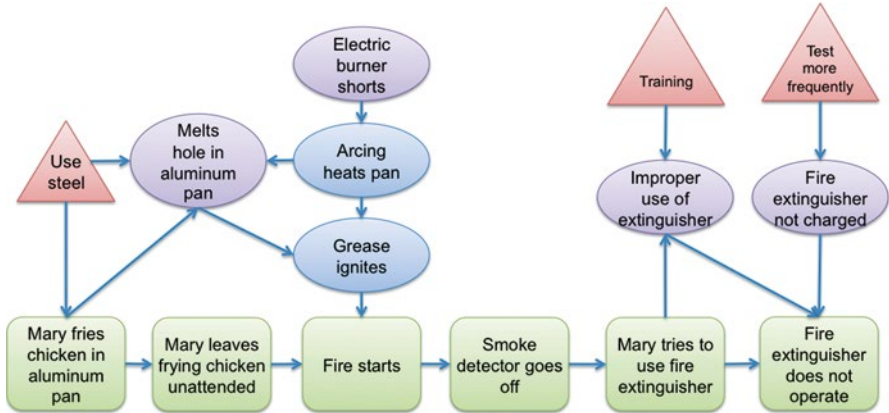 Electric
burner
shorts
Training
Test
more
frequently
Use
steel
Melts
hole in
aluminum
pan
Arcing
heats pan
Improper
use of
extinguisher
Fire
extinguisher
not charged
Grease
ignites
Mary fries
chicken in
aluminum
pan
Mary leaves
frying chicken
unattended
Fire starts
Smoke
detector goes
off
Mary tries to
use fire
extinguisher
Fire
extinguisher
does not
operate